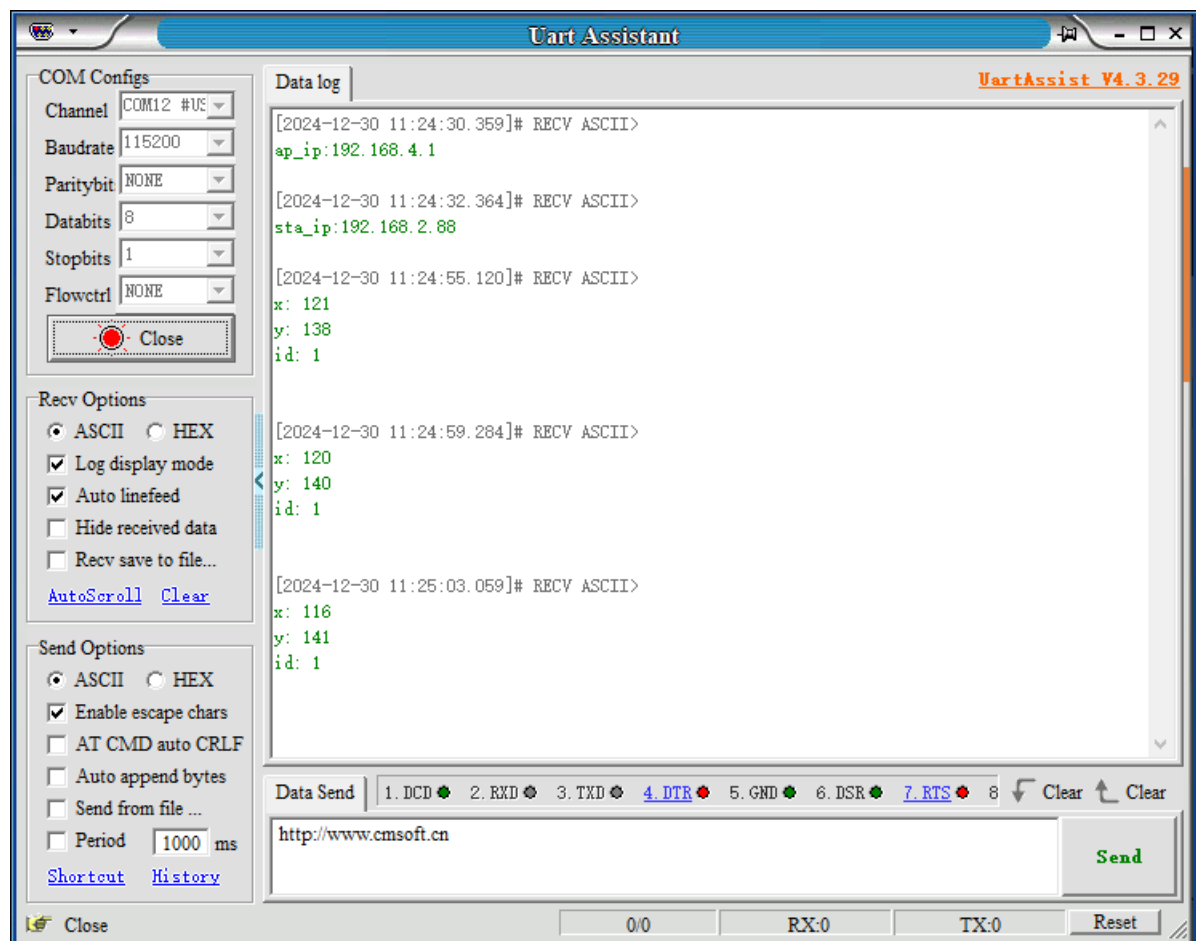 Uart Assistant
COM Configs
Channel COM12 #US
Baudrate 115200
Paritybit NONE
Databits 8
Stopbits 1
Flowctrl NONE
Close
Recv Options
ASCII HEX
Log display mode
Auto linefeed
Hide received data
Recv save to file...
AutoScroll Clear
Send Options
ASCII HEX
Enable escape chars
AT CMD auto CRLF
Auto append bytes
Send from file ...
Period 1000 ms
Shortcut History
Data log UartAssist V4.3.29
[2024-12-30 11:24:30.359]# RECV ASCII>
ap_ip:192.168.4.1
[2024-12-30 11:24:32.364]# RECV ASCII>
sta_ip:192.168.2.88
[2024-12-30 11:24:55.120]# RECV ASCII>
x: 121
y: 138
id: 1
[2024-12-30 11:24:59.284]# RECV ASCII>
x: 120
y: 140
id: 1
[2024-12-30 11:25:03.059]# RECV ASCII>
x: 116
y: 141
id: 1
Data Send 1. DCD 2. RXD 3. TXD 4. DTR 5. GND 6. DSR 7. RTS 8 Clear Clear
http://www.cmsoft.cn
Send
Close 0/0 RX:0 TX:0 Reset